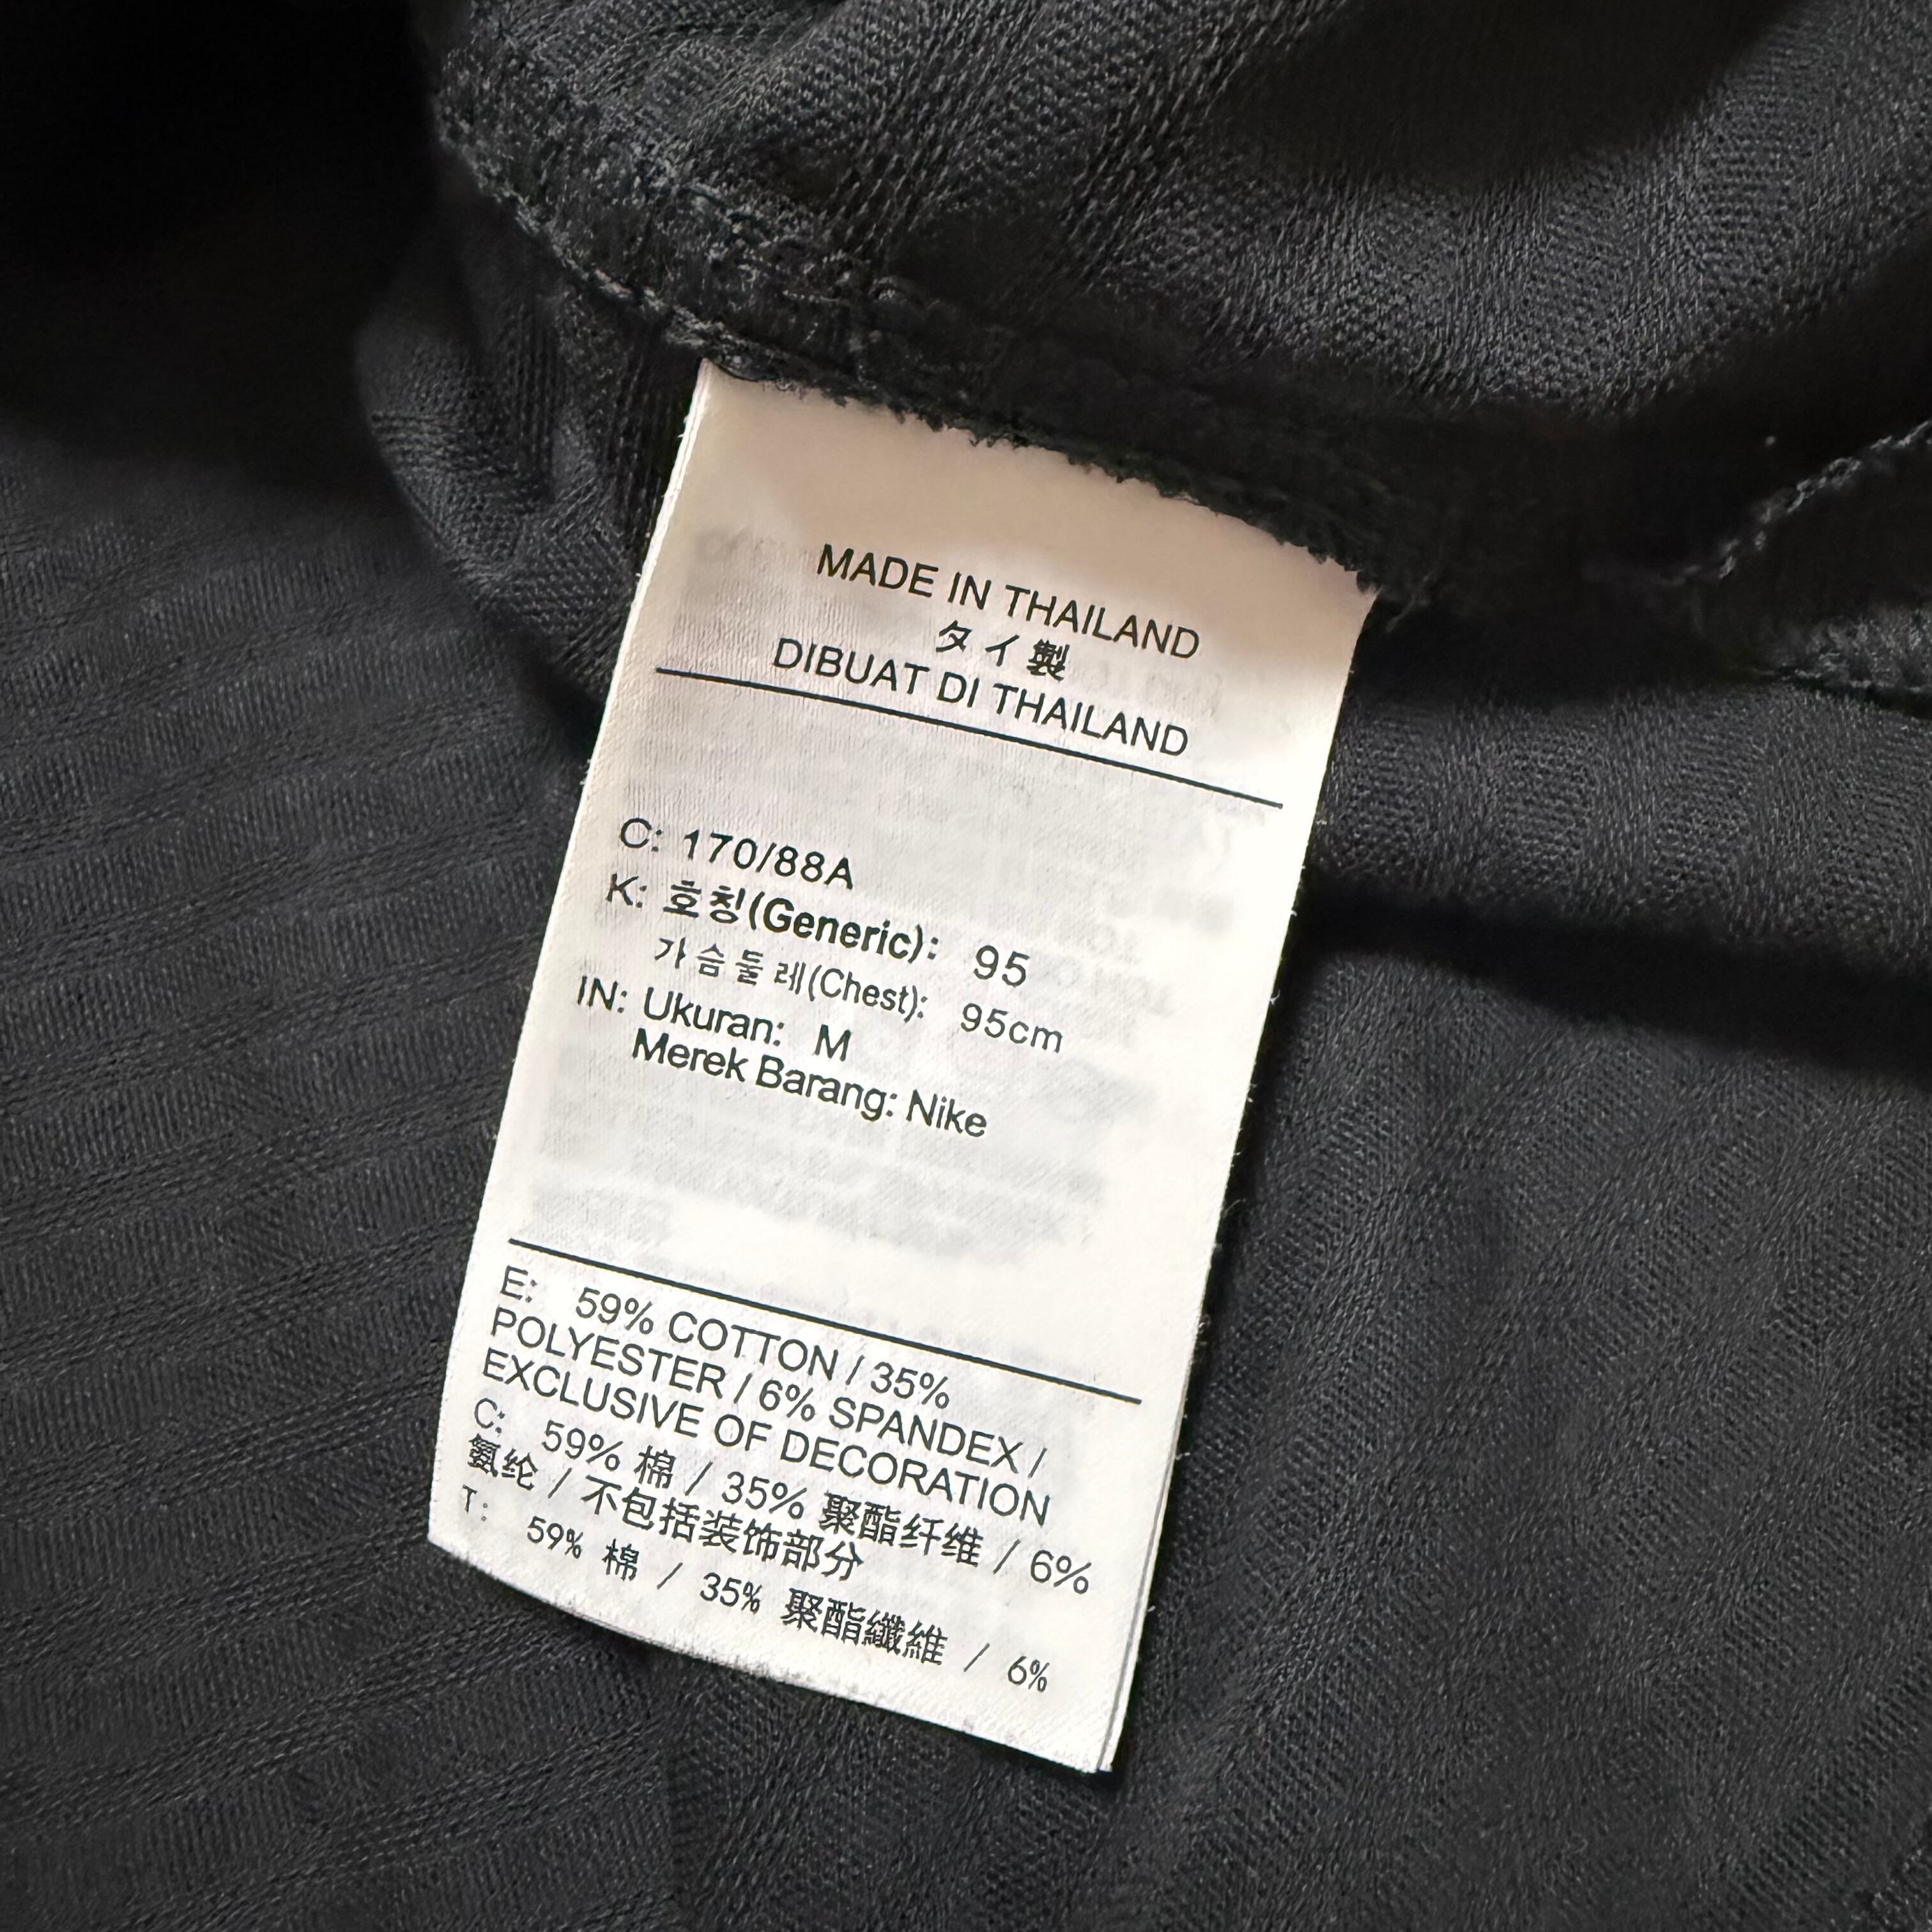 MADE IN THAILAND
タイ製
DIBUAT DI THAILAND
C: 170/88A
K: 호칭(Generic): 95
가슴둘레(Chest): 95cm
IN: Ukuran: M
Merek Barang: Nike
E: 59% COTTON / 35%
POLYESTER / 6% SPANDEX /
EXCLUSIVE OF DECORATION
C: 59% 棉 / 35% 聚酯纤维 / 6%
氨纶 / 不包括装饰部分
T: 59% 棉 / 35% 聚酯纖維 / 6%